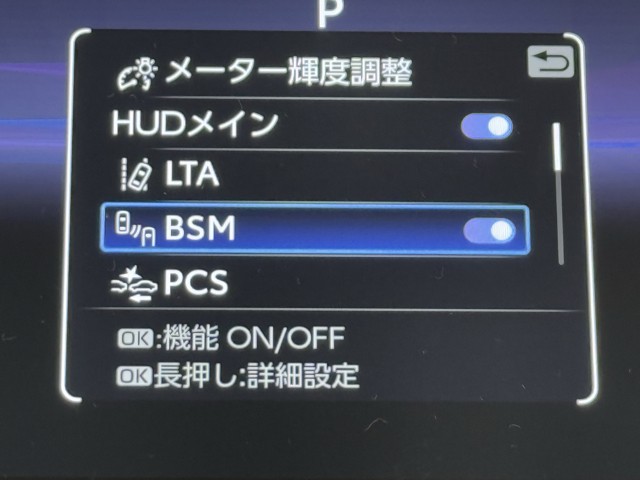 P
メーター輝度調整
HUDメイン
LTA
BSM
PCS
OK:機能 ON/OFF
OK長押し:詳細設定